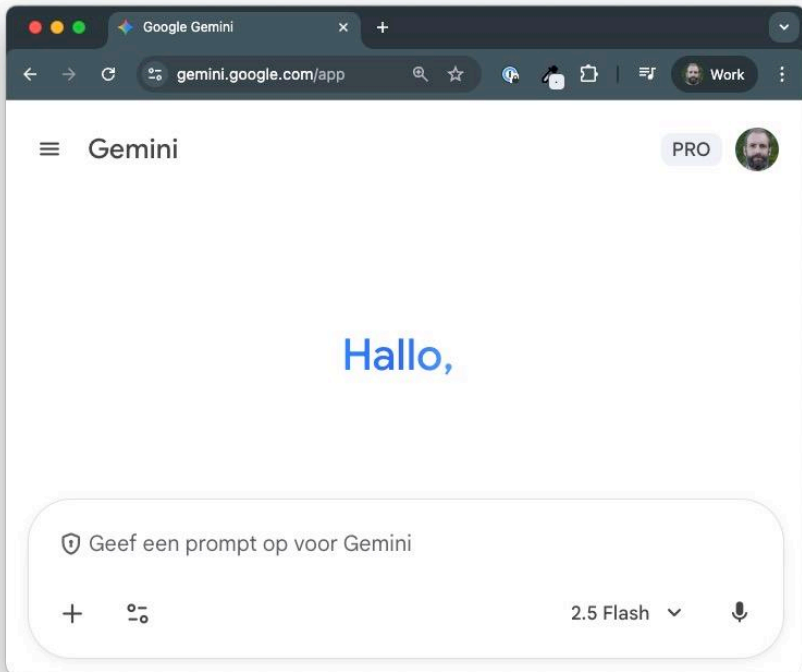 Google Gemini
gemini.google.com/app
Work
Gemini
PRO
Hallo,
Geef een prompt op voor Gemini
2.5 Flash